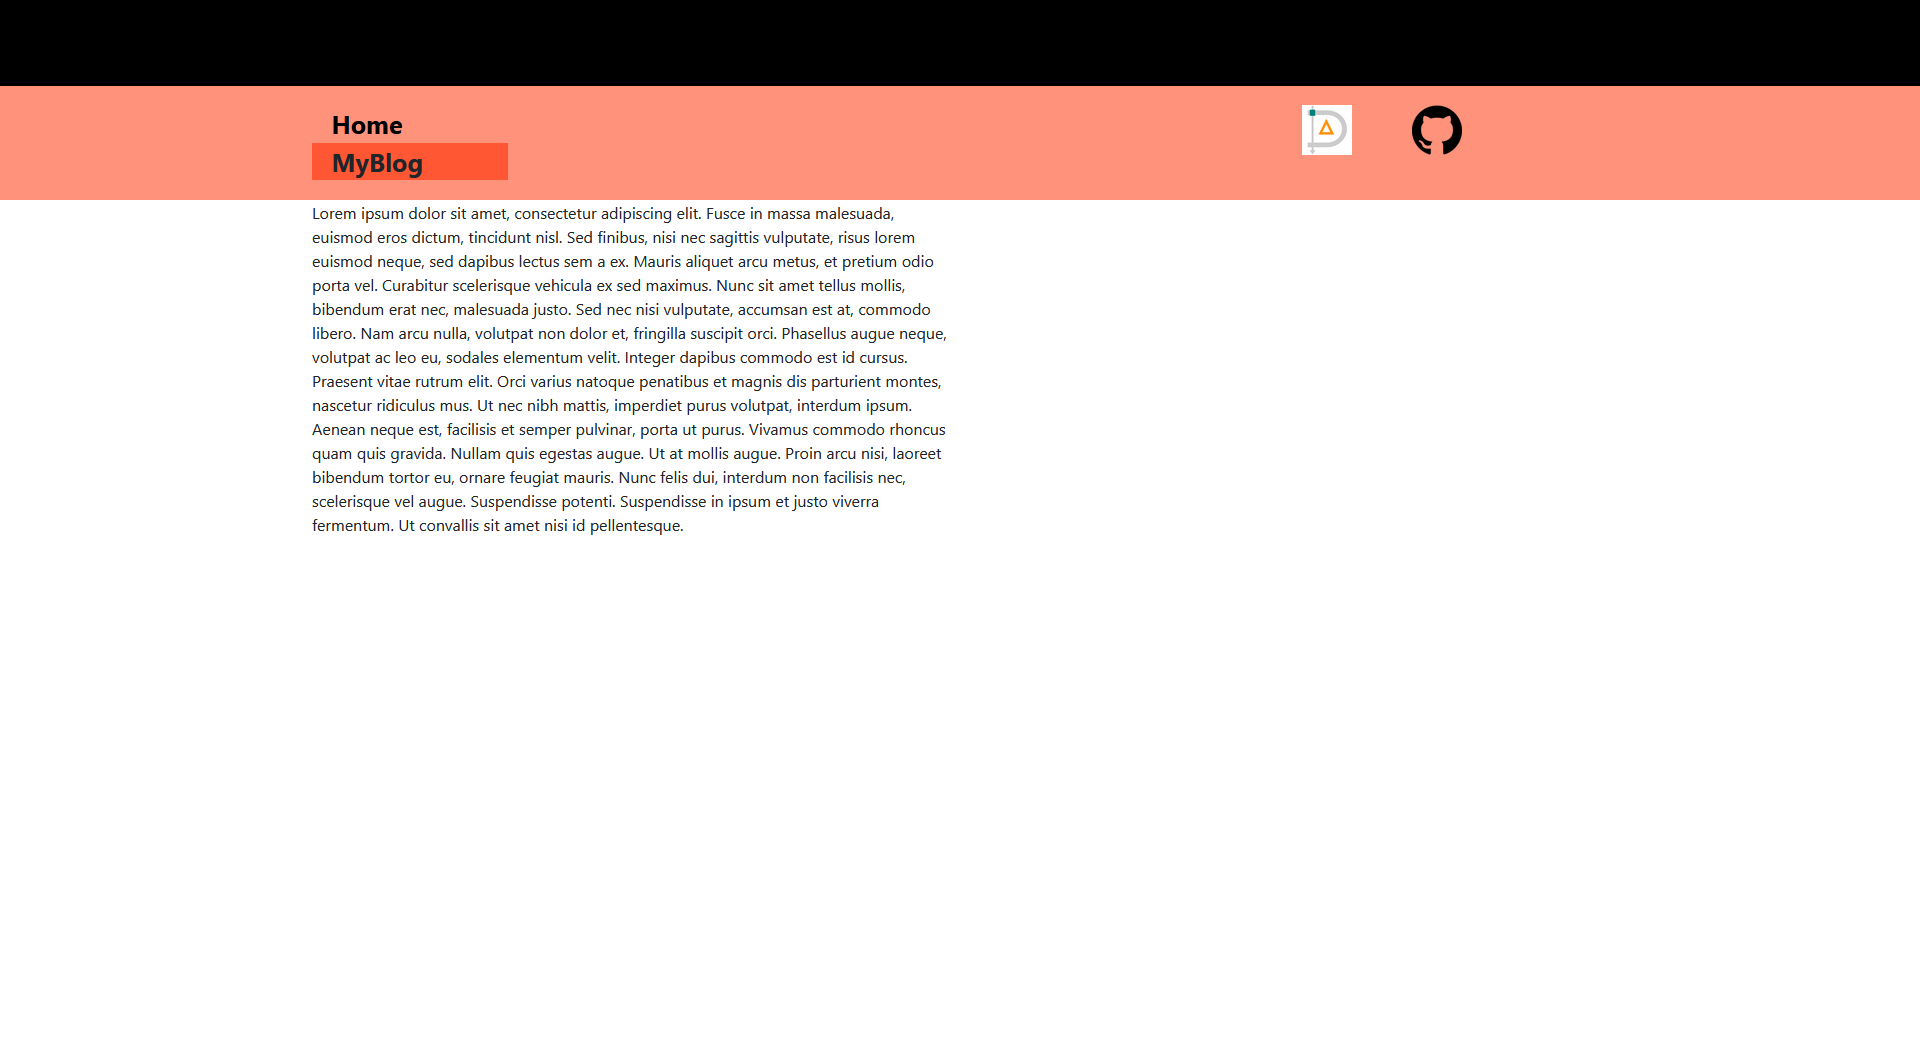 Home
MyBlog
Lorem ipsum dolor sit amet, consectetur adipiscing elit. Fusce in massa malesuada,
euismod eros dictum, tincidunt nisl. Sed finibus, nisi nec sagittis vulputate, risus lorem
euismod neque, sed dapibus lectus sem a ex. Mauris aliquet arcu metus, et pretium odio
porta vel. Curabitur scelerisque vehicula ex sed maximus. Nunc sit amet tellus mollis,
bibendum erat nec, malesuada justo. Sed nec nisi vulputate, accumsan est at, commodo
libero. Nam arcu nulla, volutpat non dolor et, fringilla suscipit orci. Phasellus augue neque,
volutpat ac leo eu, sodales elementum velit. Integer dapibus commodo est id cursus.
Praesent vitae rutrum elit. Orci varius natoque penatibus et magnis dis parturient montes,
nascetur ridiculus mus. Ut nec nibh mattis, imperdiet purus volutpat, interdum ipsum.
Aenean neque est, facilisis et semper pulvinar, porta ut purus. Vivamus commodo rhoncus
quam quis gravida. Nullam quis egestas augue. Ut at mollis augue. Proin arcu nisi, laoreet
bibendum tortor eu, ornare feugiat mauris. Nunc felis dui, interdum non facilisis nec,
scelerisque vel augue. Suspendisse potenti. Suspendisse in ipsum et justo viverra
fermentum. Ut convallis sit amet nisi id pellentesque.